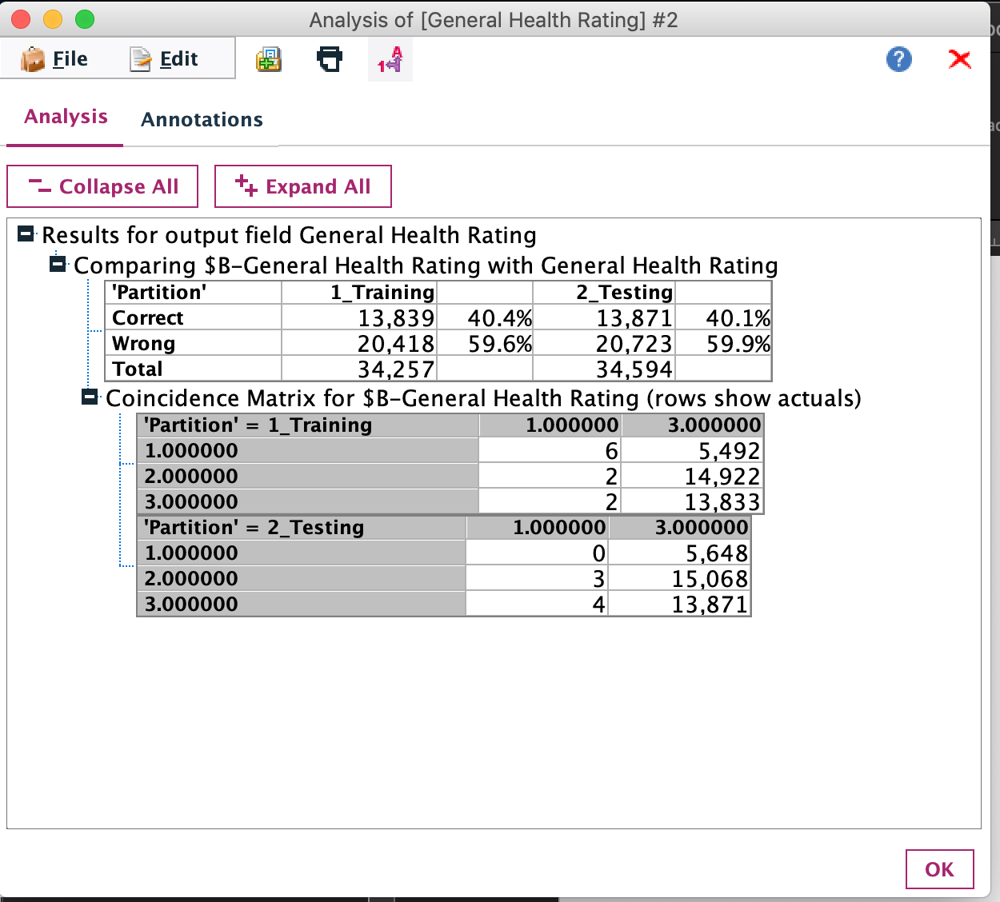 Analysis of [General Health Rating] #2
File Edit ? 
Analysis Annotations
Collapse All Expand All
Results for output field General Health Rating
Comparing $B-General Health Rating with General Health Rating
'Partition' 1_Training 2_Testing
Correct 13,839 40.4% 13,871 40.1%
Wrong 20,418 59.6% 20,723 59.9%
Total 34,257 34,594
Coincidence Matrix for $B-General Health Rating (rows show actuals)
'Partition' = 1_Training 1.000000 3.000000
1.000000 6 5,492
2.000000 2 14,922
3.000000 2 13,833
'Partition' = 2_Testing 1.000000 3.000000
1.000000 0 5,648
2.000000 3 15,068
3.000000 4 13,871
OK